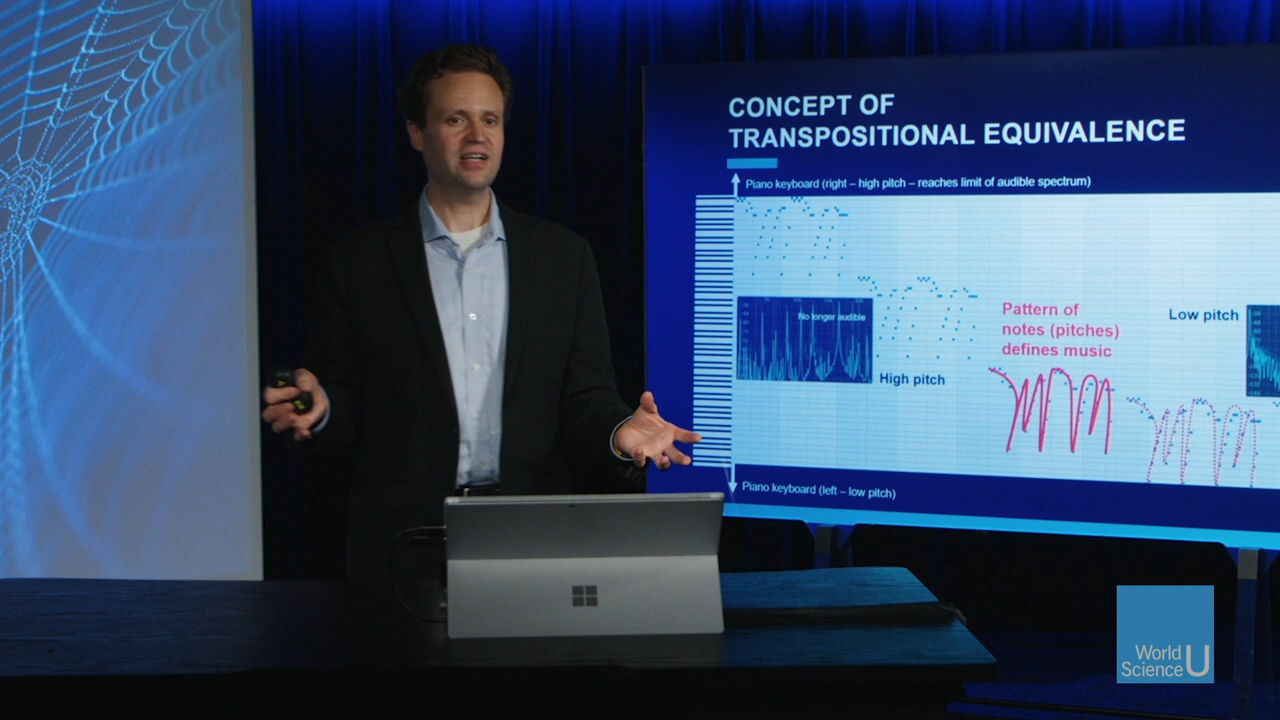 CONCEPT OF
TRANSPOSITIONAL EQUIVALENCE
Piano keyboard (right – high pitch – reaches limit of audible spectrum)
No longer audible
High pitch
Pattern of
notes (pitches)
defines music
Low pitch
Piano keyboard (left – low pitch)
World
Science U